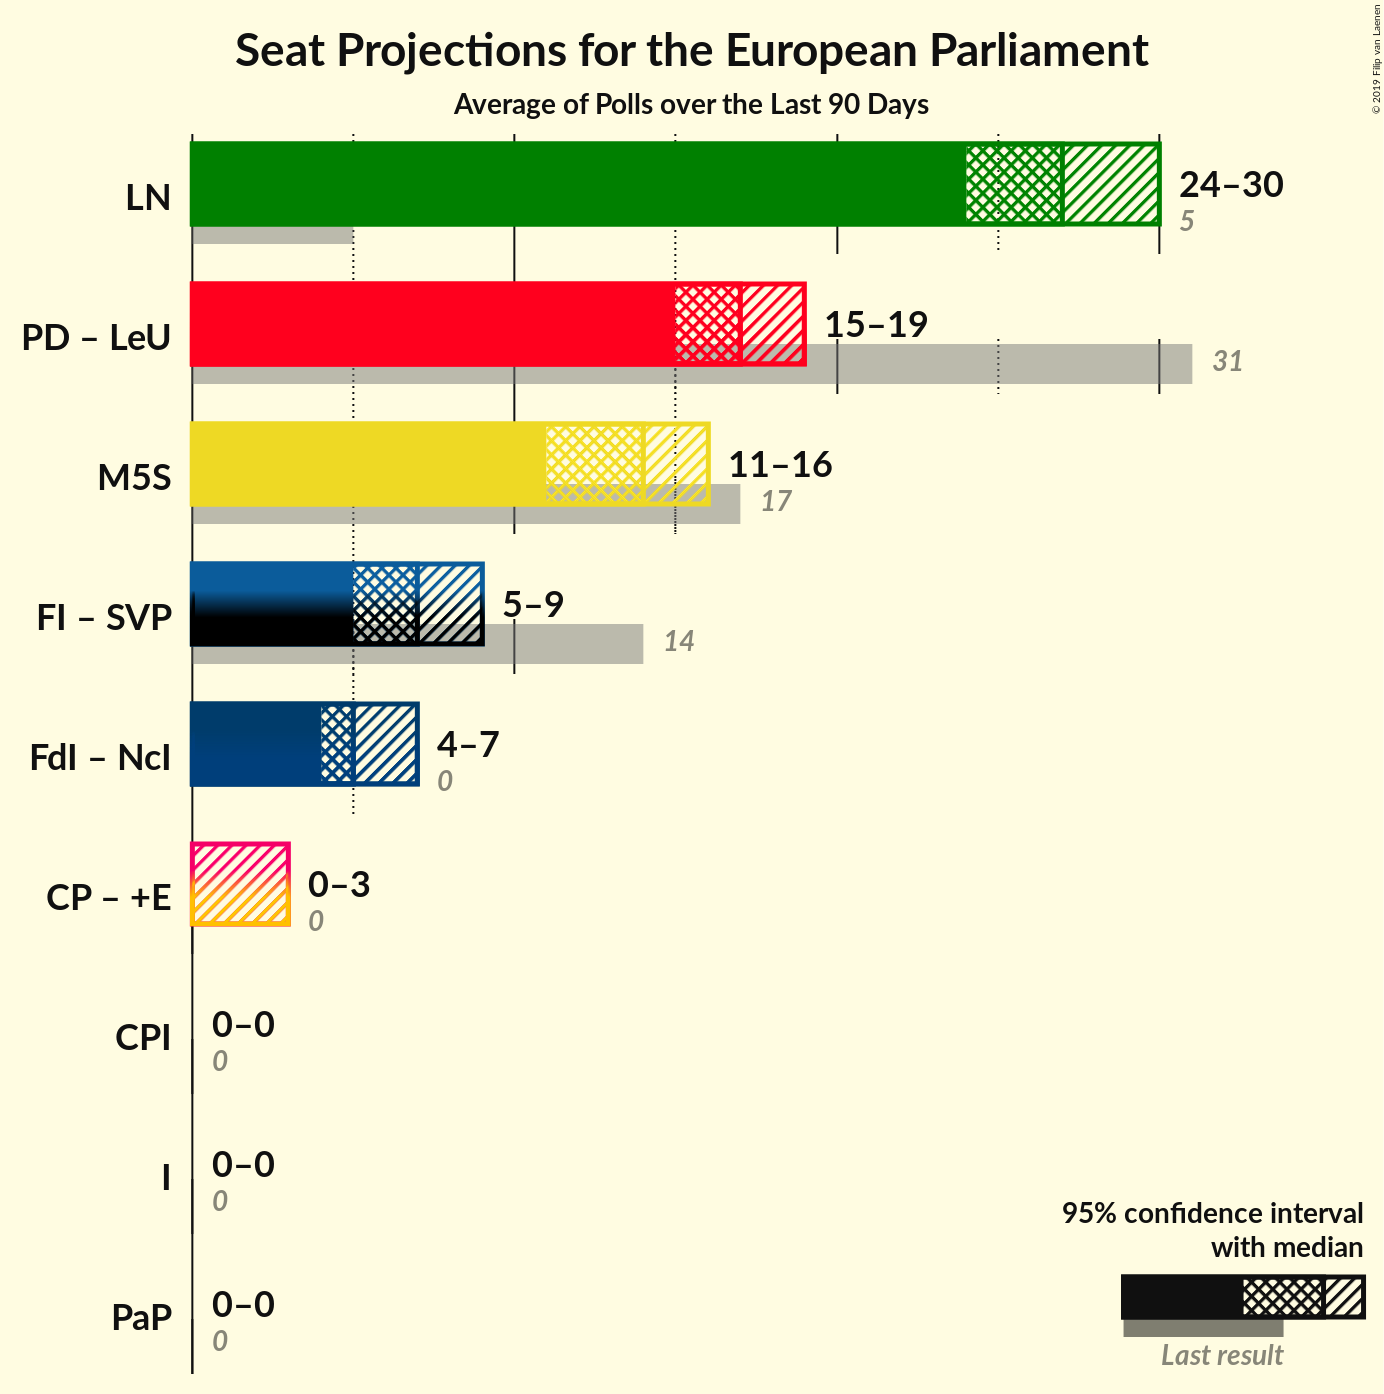 Seat Projections for the European Parliament
Average of Polls over the Last 90 Days
© 2019 Filip van Laenen
LN
24–30
5
PD – LeU
15–19
31
M5S
11–16
17
FI – SVP
5–9
14
FdI – NcI
4–7
0
CP – +E
0–3
0
CPI
0–0
0
I
0–0
0
PaP
0–0
0
95% confidence interval
with median
Last result